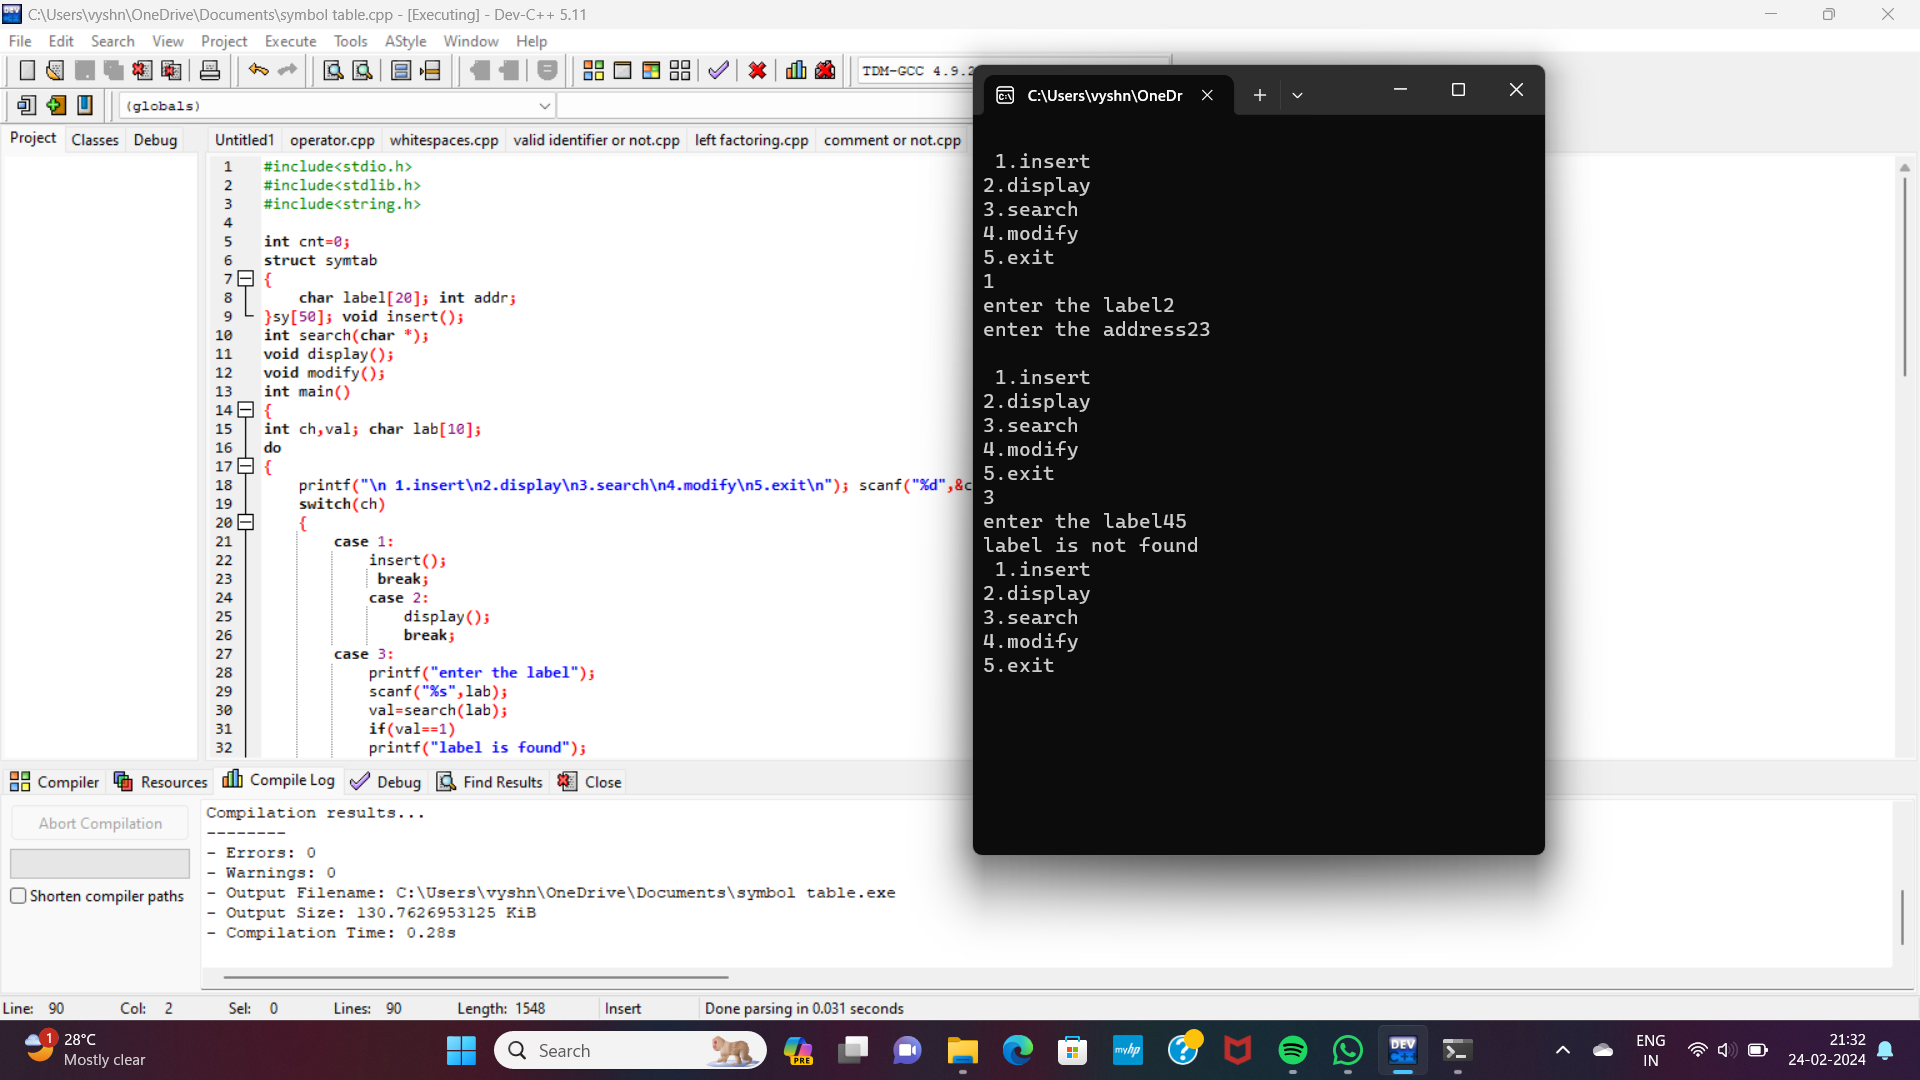 C:\Users\vyshn\OneDrive\Documents\symbol table.cpp - [Executing] - Dev-C++ 5.11
File Edit Search View Project Execute Tools AStyle Window Help
TDM-GCC 4.9.2
(globals)
Project Classes Debug
Untitled1 operator.cpp whitespaces.cpp valid identifier or not.cpp left factoring.cpp comment or not.cpp
1 #include<stdio.h>
2 #include<stdlib.h>
3 #include<string.h>
4
5 int cnt=0;
6 struct symtab
7 {
8 char label[20]; int addr;
9 }sy[50]; void insert();
10 int search(char *);
11 void display();
12 void modify();
13 int main()
14 {
15 int ch,val; char lab[10];
16 do
17 {
18 printf("\n 1.insert\n2.display\n3.search\n4.modify\n5.exit\n"); scanf("%d",&c
19 switch(ch)
20 {
21 case 1:
22 insert();
23 break;
24 case 2:
25 display();
26 break;
27 case 3:
28 printf("enter the label");
29 scanf("%s",lab);
30 val=search(lab);
31 if(val==1)
32 printf("label is found");
C:\Users\vyshn\OneDr
1.insert
2.display
3.search
4.modify
5.exit
1
enter the label2
enter the address23
1.insert
2.display
3.search
4.modify
5.exit
3
enter the label45
label is not found
1.insert
2.display
3.search
4.modify
5.exit
Compiler Resources Compile Log Debug Find Results Close
Abort Compilation
Shorten compiler paths
Compilation results...
--------
- Errors: 0
- Warnings: 0
- Output Filename: C:\Users\vyshn\OneDrive\Documents\symbol table.exe
- Output Size: 130.7626953125 KiB
- Compilation Time: 0.28s
Line: 90 Col: 2 Sel: 0 Lines: 90 Length: 1548 Insert Done parsing in 0.031 seconds
1
28°C
Mostly clear
Search
PRE
myhp
DEV C++
ENG
IN
21:32
24-02-2024